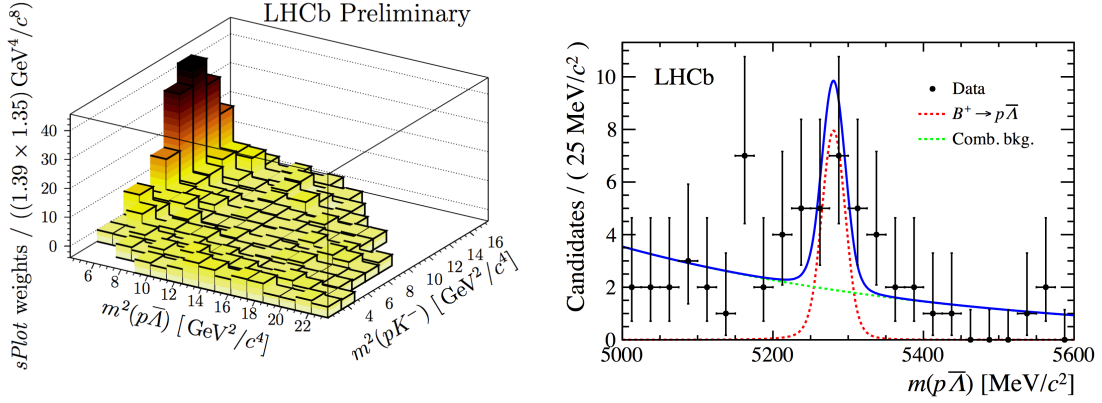 LHCb Preliminary
sPlot weights / ((1.39 × 1.35) GeV⁴/c⁸)
40
30
20
10
0
6 8 10 12 14 16 18 20 22
m²(pΛ̅) [GeV²/c⁴]
4 6 8 10 12 14 16
m²(pK⁻) [GeV²/c⁴]
LHCb
Data
B⁺ → pΛ̅
Comb. bkg.
Candidates / ( 25 MeV/c²)
10
8
6
4
2
0
5000 5200 5400 5600
m(pΛ̅) [MeV/c²]